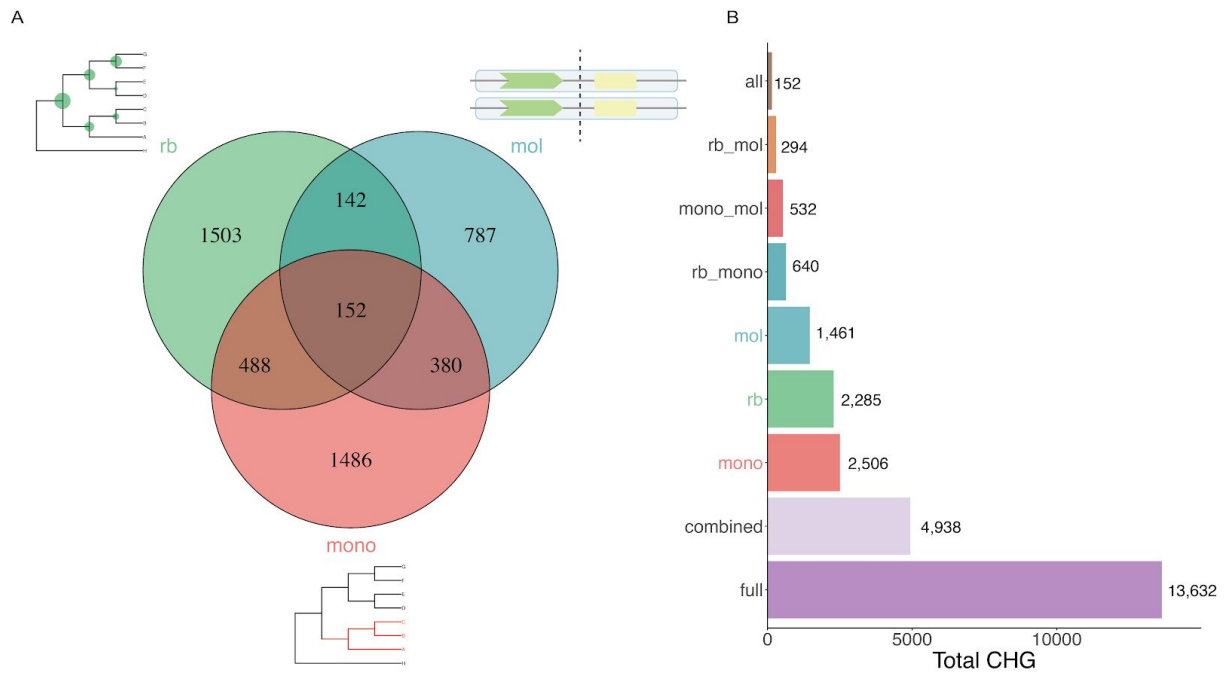 A
G
F
E
D
C
B
A
H
rb
mol
142
1503
787
152
488
380
1486
mono
G
F
E
D
C
B
A
H
B
all
152
rb_mol
294
mono_mol
532
rb_mono
640
mol
1,461
rb
2,285
mono
2,506
combined
4,938
full
13,632
0
5000
10000
Total CHG